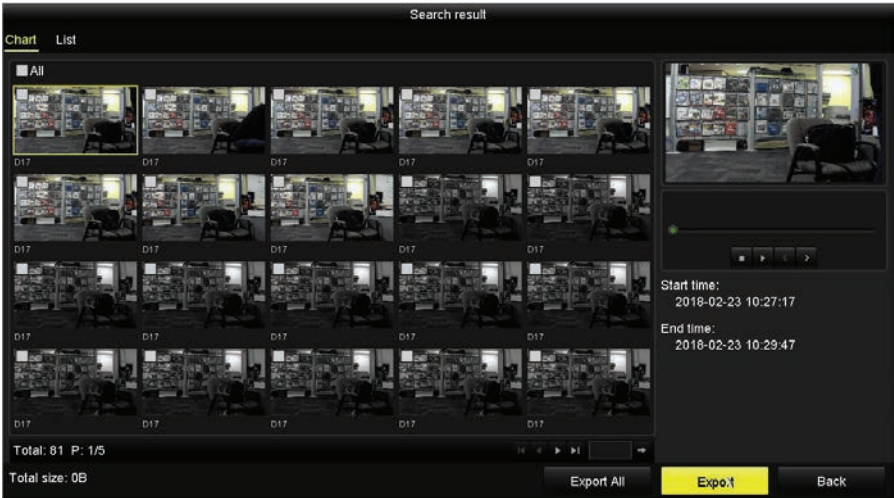 Search result
Chart List
All
D17 D17 D17 D17 D17
D17 D17 D17 D17 D17
D17 D17 D17 D17 D17
D17 D17 D17 D17 D17
Start time:
2018-02-23 10:27:17
End time:
2018-02-23 10:29:47
Total: 81 P: 1/5
Total size: 0B
Export All Export Back